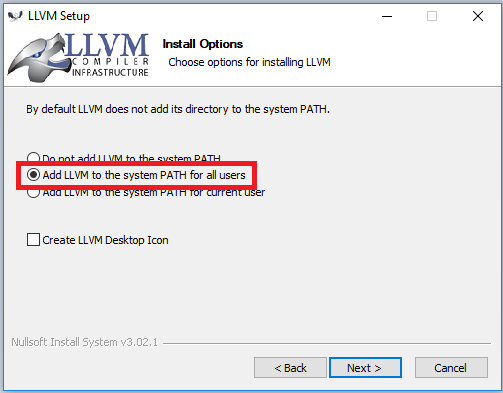 LLVM Setup
LLVM
COMPILER
INFRASTRUCTURE
Install Options
Choose options for installing LLVM
By default LLVM does not add its directory to the system PATH.
Do not add LLVM to the system PATH
Add LLVM to the system PATH for all users
Add LLVM to the system PATH for current user
Create LLVM Desktop Icon
Nullsoft Install System v3.02.1
< Back
Next >
Cancel